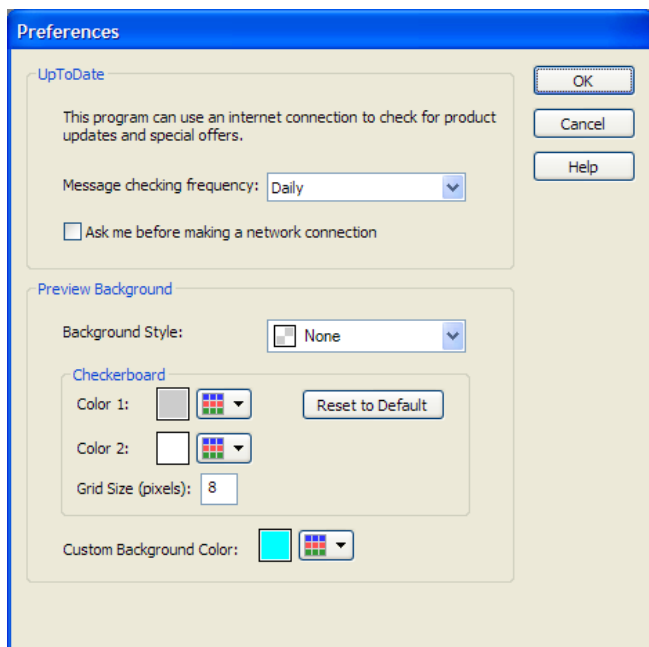 Preferences
UpToDate
This program can use an internet connection to check for product
updates and special offers.
Message checking frequency: Daily
Ask me before making a network connection
OK
Cancel
Help
Preview Background
Background Style: None
Checkerboard
Color 1:
Reset to Default
Color 2:
Grid Size (pixels): 8
Custom Background Color: